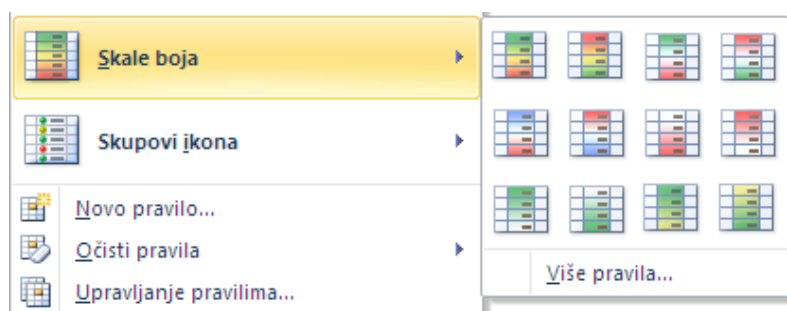 Skale boja
Skupovi ikona
Novo pravilo...
Očisti pravila
Upravljanje pravilima...
Više pravila...